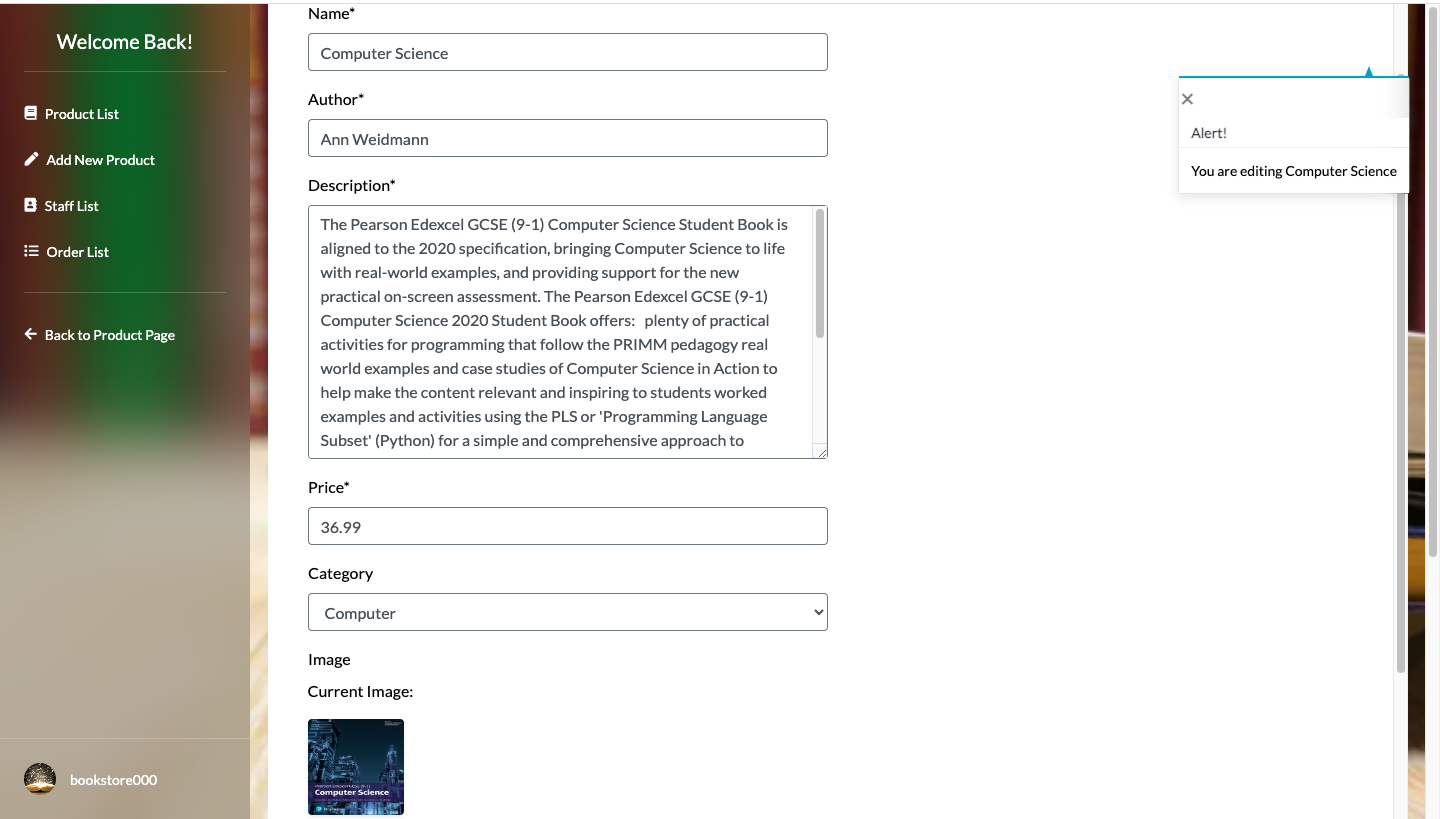 Welcome Back!
Product List
Add New Product
Staff List
Order List
Back to Product Page
bookstore000
Name*
Computer Science
Author*
Ann Weidmann
Description*
The Pearson Edexcel GCSE (9-1) Computer Science Student Book is
aligned to the 2020 specification, bringing Computer Science to life
with real-world examples, and providing support for the new
practical on-screen assessment. The Pearson Edexcel GCSE (9-1)
Computer Science 2020 Student Book offers:   plenty of practical
activities for programming that follow the PRIMM pedagogy real
world examples and case studies of Computer Science in Action to
help make the content relevant and inspiring to students worked
examples and activities using the PLS or 'Programming Language
Subset' (Python) for a simple and comprehensive approach to
Price*
36.99
Category
Computer
Image
Current Image:
Pearson Edexcel GCSE (9-1)
Computer Science
×
Alert!
You are editing Computer Science